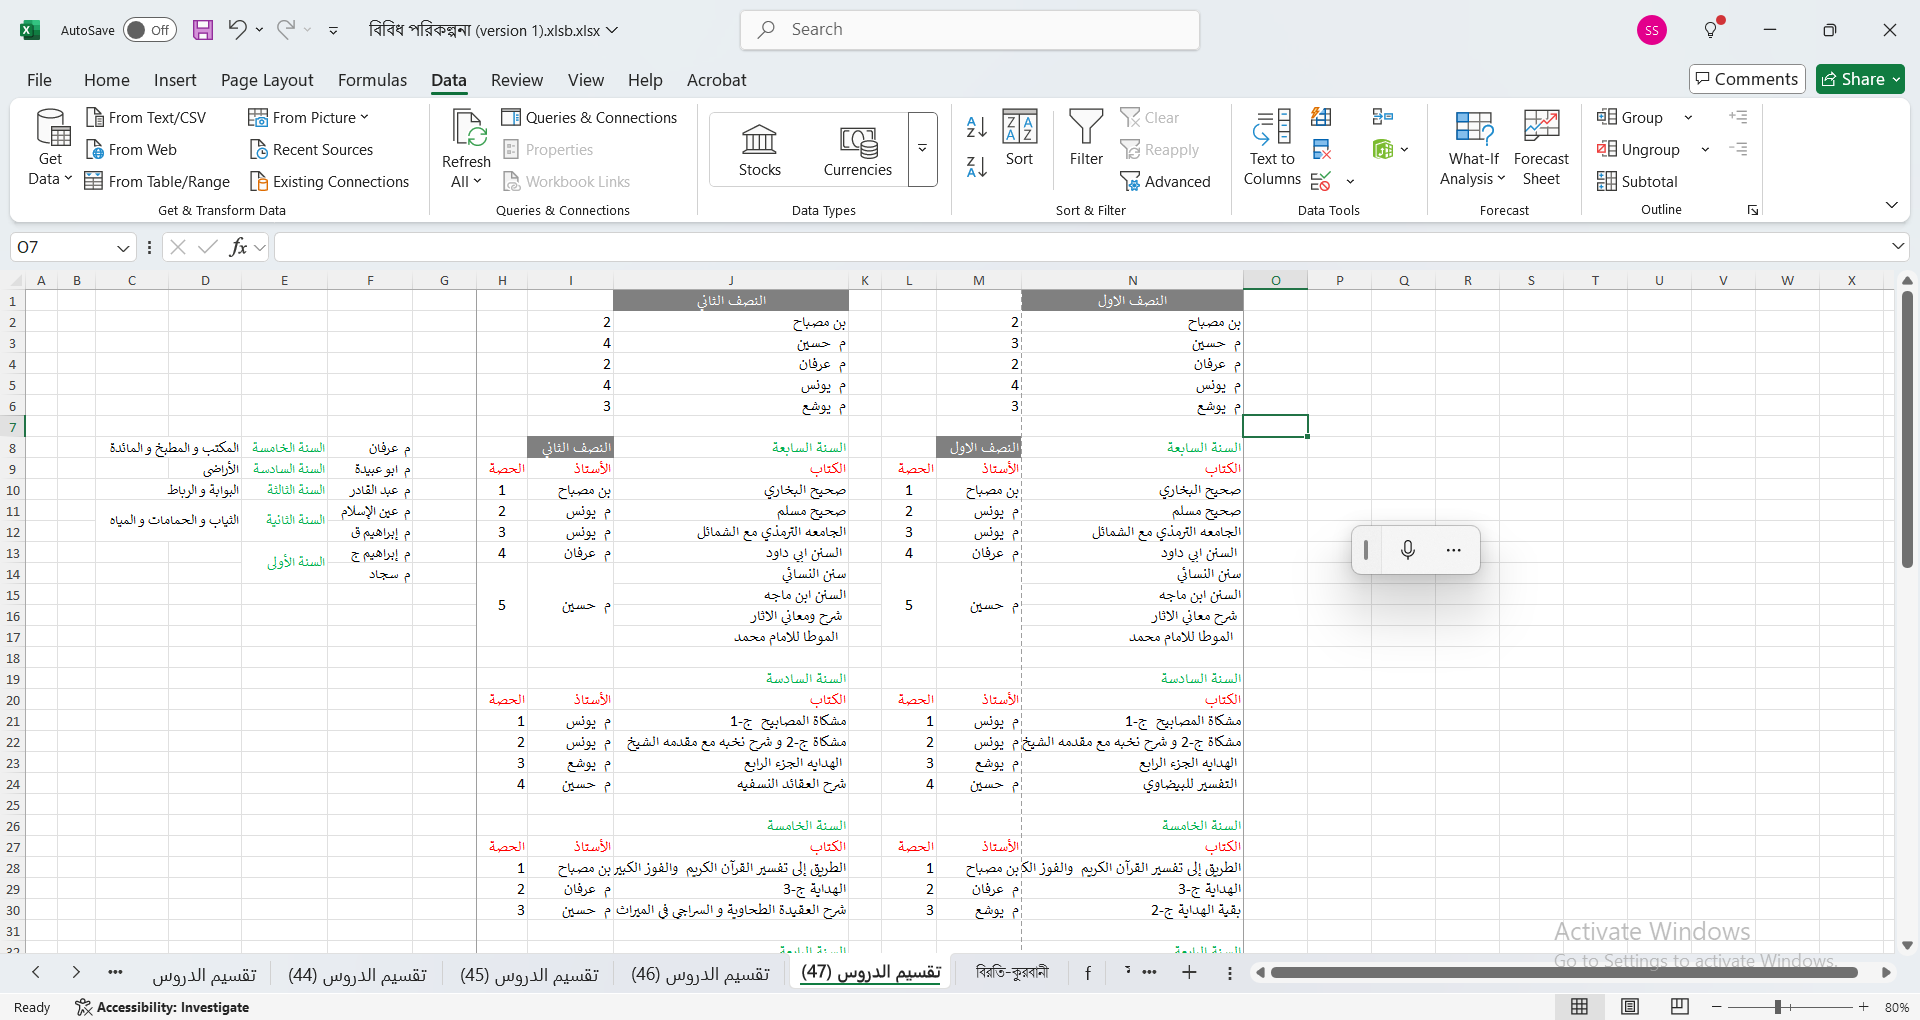 AutoSave Off বিবিধ পরিকল্পনা (version 1).xlsb.xlsx Search SS
File Home Insert Page Layout Formulas Data Review View Help Acrobat Comments Share
Get Data From Text/CSV From Web From Table/Range From Picture Recent Sources Existing Connections
Refresh All Queries & Connections Properties Workbook Links
Stocks Currencies
Sort Filter Clear Reapply Advanced
Text to Columns What-If Analysis Forecast Sheet
Group Ungroup Subtotal
Get & Transform Data Queries & Connections Data Types Sort & Filter Data Tools Forecast Outline
O7 fx
A B C D E F G H I J K L M N O P Q R S T U V W X
1 النصف الاول النصف الثاني
2 بن مصباح 2 بن مصباح 2
3 م حسين 3 م حسين 4
4 م عرفان 2 م عرفان 2
5 م يونس 4 م يونس 4
6 م يوشع 3 م يوشع 3
7
8 السنة السابعة النصف الاول السنة السابعة النصف الثاني م عرفان السنة الخامسة المكتب و المطبخ و المائدة
9 الكتاب الأستاذ الحصة الكتاب الأستاذ الحصة م ابو عبيدة السنة السادسة الأراضى
10 صحيح البخاري بن مصباح 1 صحيح البخاري بن مصباح 1 م عبد القادر السنة الثالثة البوابة و الرباط
11 صحيح مسلم م يونس 2 صحيح مسلم م يونس 2 م عين الإسلام السنة الثانية الثياب و الحمامات و المياه
12 الجامعه الترمذي مع الشمائل م يونس 3 الجامعه الترمذي مع الشمائل م يونس 3 م إبراهيم ق
13 السنن ابي داود م عرفان 4 السنن ابي داود م عرفان 4 م إبراهيم ج السنة الأولى
14 سنن النسائي سنن النسائي م سجاد
15 السنن ابن ماجه م حسين 5 السنن ابن ماجه م حسين 5
16 شرح معاني الاثار شرح ومعاني الاثار
17 الموطا للامام محمد الموطا للامام محمد
18
19 السنة السادسة السنة السادسة
20 الكتاب الأستاذ الحصة الكتاب الأستاذ الحصة
21 مشكاة المصابيح ج-1 م يونس 1 مشكاة المصابيح ج-1 م يونس 1
22 مشكاة ج-2 و شرح نخبه مع مقدمه الشيخ م يونس 2 مشكاة ج-2 و شرح نخبه مع مقدمه الشيخ م يونس 2
23 الهدايه الجزء الرابع م يوشع 3 الهدايه الجزء الرابع م يوشع 3
24 التفسير للبيضاوي م حسين 4 شرح العقائد النسفيه م حسين 4
25
26 السنة الخامسة السنة الخامسة
27 الكتاب الأستاذ الحصة الكتاب الأستاذ الحصة
28 الطريق إلى تفسير القرآن الكريم والفوز الك بن مصباح 1 الطريق إلى تفسير القرآن الكريم والفوز الكبير بن مصباح 1
29 الهداية ج-3 م عرفان 2 الهداية ج-3 م عرفان 2
30 بقية الهداية ج-2 م يوشع 3 شرح العقيدة الطحاوية و السراجي في الميراث م حسين 3
31
32 السنة الرابعة السنة الرابعة
Activate Windows
Go to Settings to activate Windows.
تقسيم الدروس تقسيم الدروس (44) تقسيم الدروس (45) تقسيم الدروس (46) تقسيم الدروس (47) বিরতি-কুরবানী f
Ready Accessibility: Investigate 80%